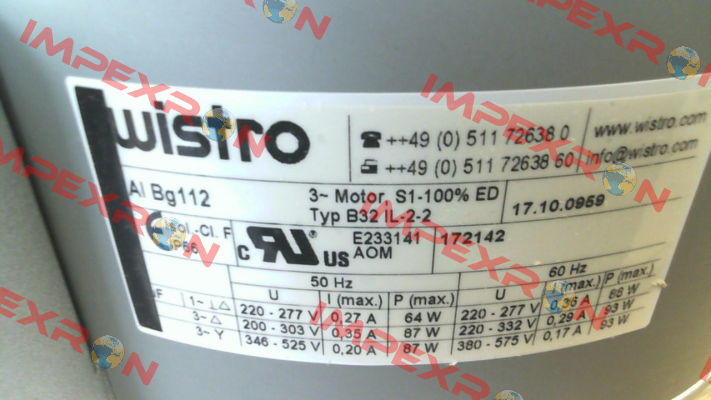 wistro
++49 (0) 511 72638 0
www.wistro.com
++49 (0) 511 72638 60
info@wistro.com
AI Bg112
3~ Motor S1-100% ED
Typ B32 IL-2-2
17.10.0959
CE Isol.-Cl. F
IP66
c RU US ®
E233141
AOM
172142
50 Hz 60 Hz
U I (max.) P (max.) U I (max.) P (max.)
1~ ⊥△ 220 - 277 V 0,27 A 64 W 220 - 277 V 0,36 A 88 W
3~ △ 200 - 303 V 0,35 A 87 W 220 - 332 V 0,29 A 93 W
3~ Y 346 - 525 V 0,20 A 87 W 380 - 575 V 0,17 A 93 W
IMPEXRON
IMPEXRON
IMPEXRON
IMPEXRON
IMPEXRON